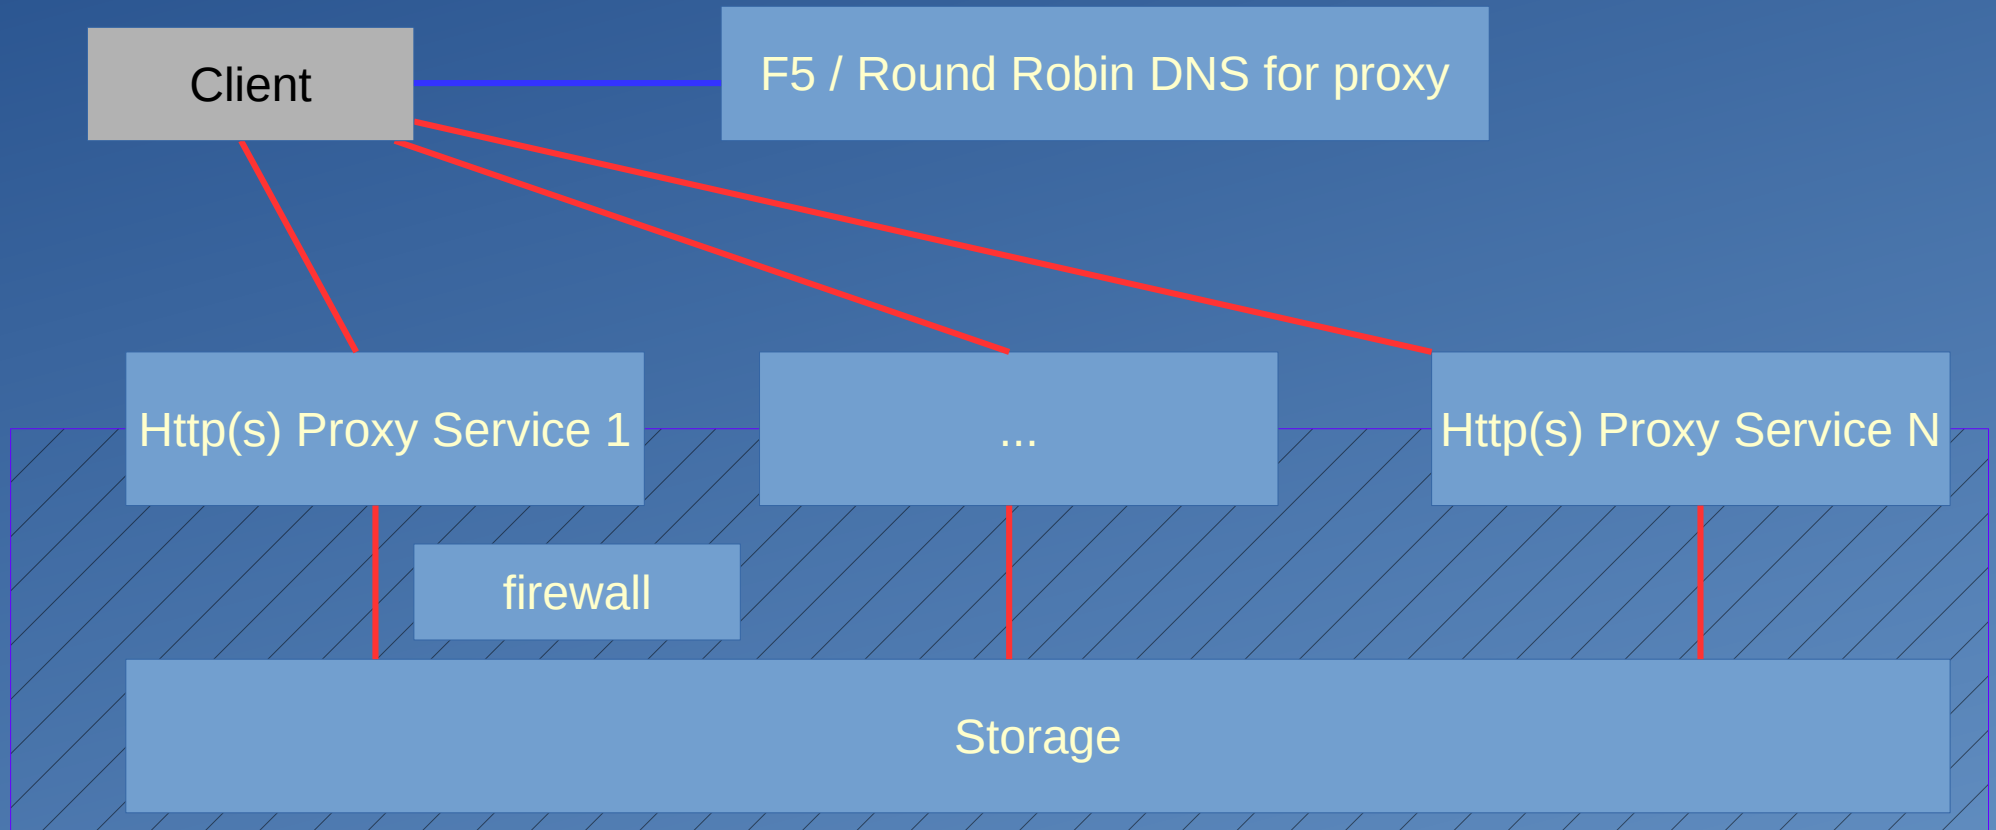 Client
F5 / Round Robin DNS for proxy
Http(s) Proxy Service 1
...
Http(s) Proxy Service N
firewall
Storage